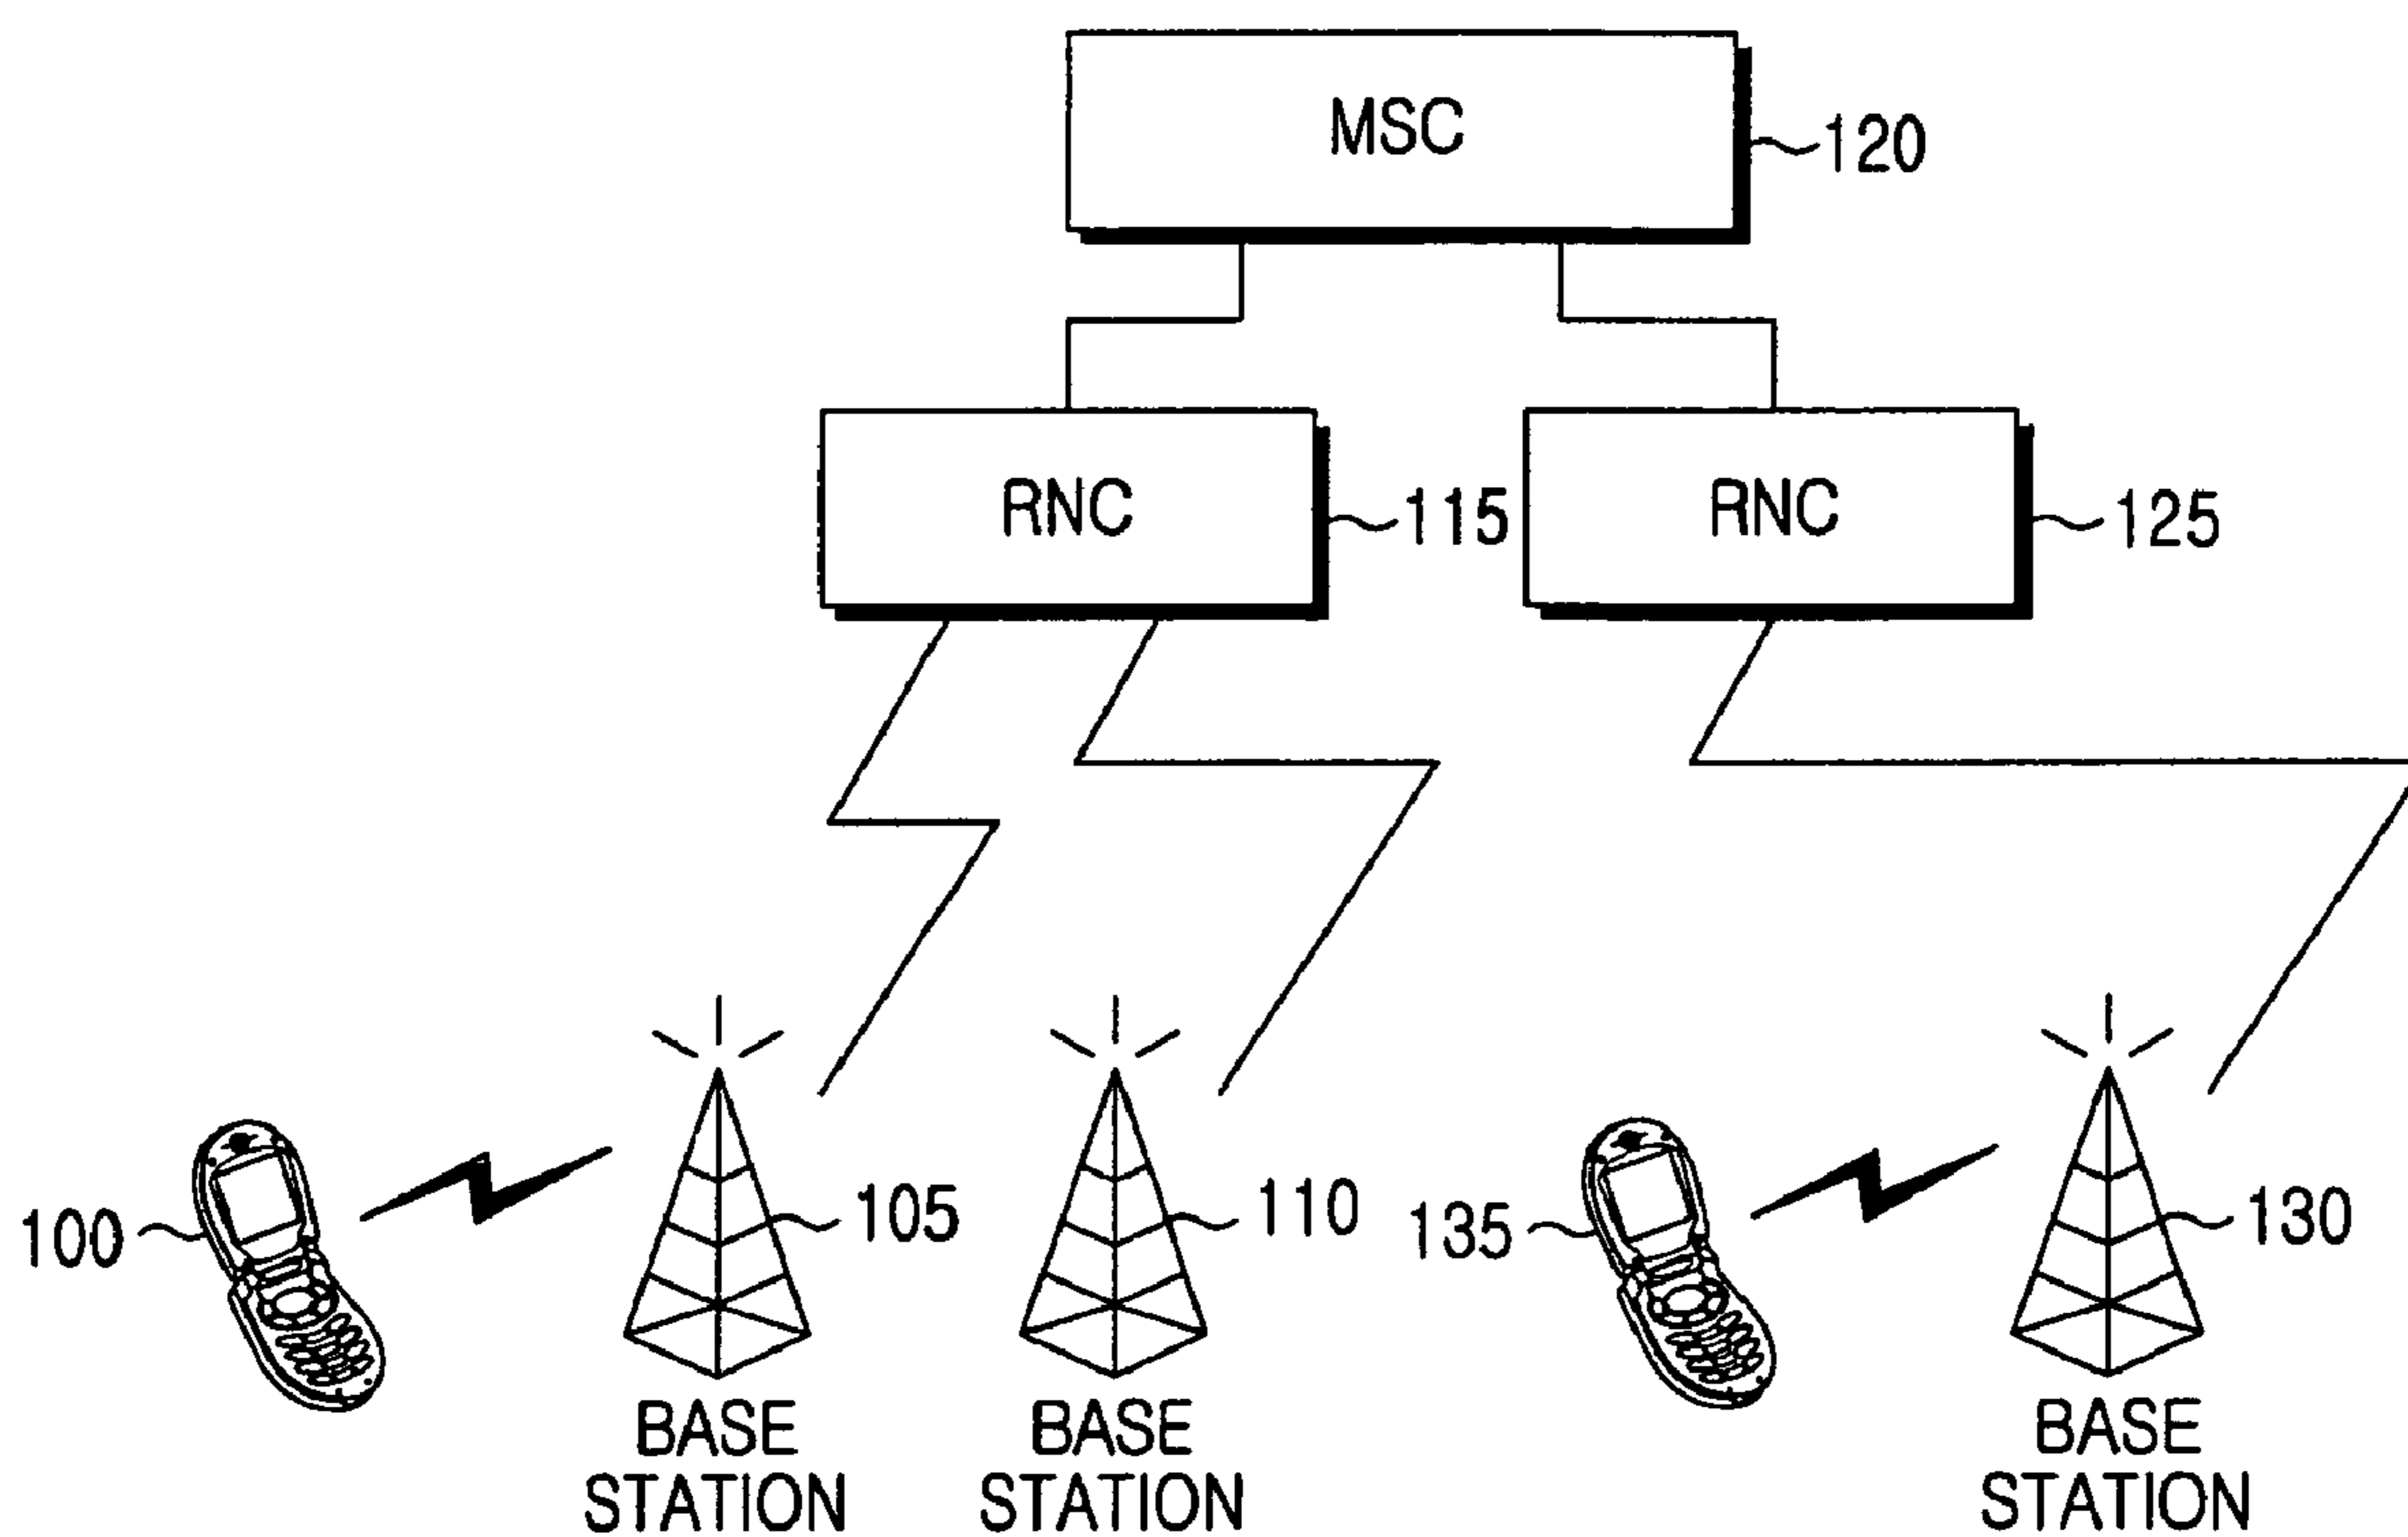 MSC
120
RNC
115
RNC
125
100
105
110
135
130
BASE
STATION
BASE
STATION
BASE
STATION